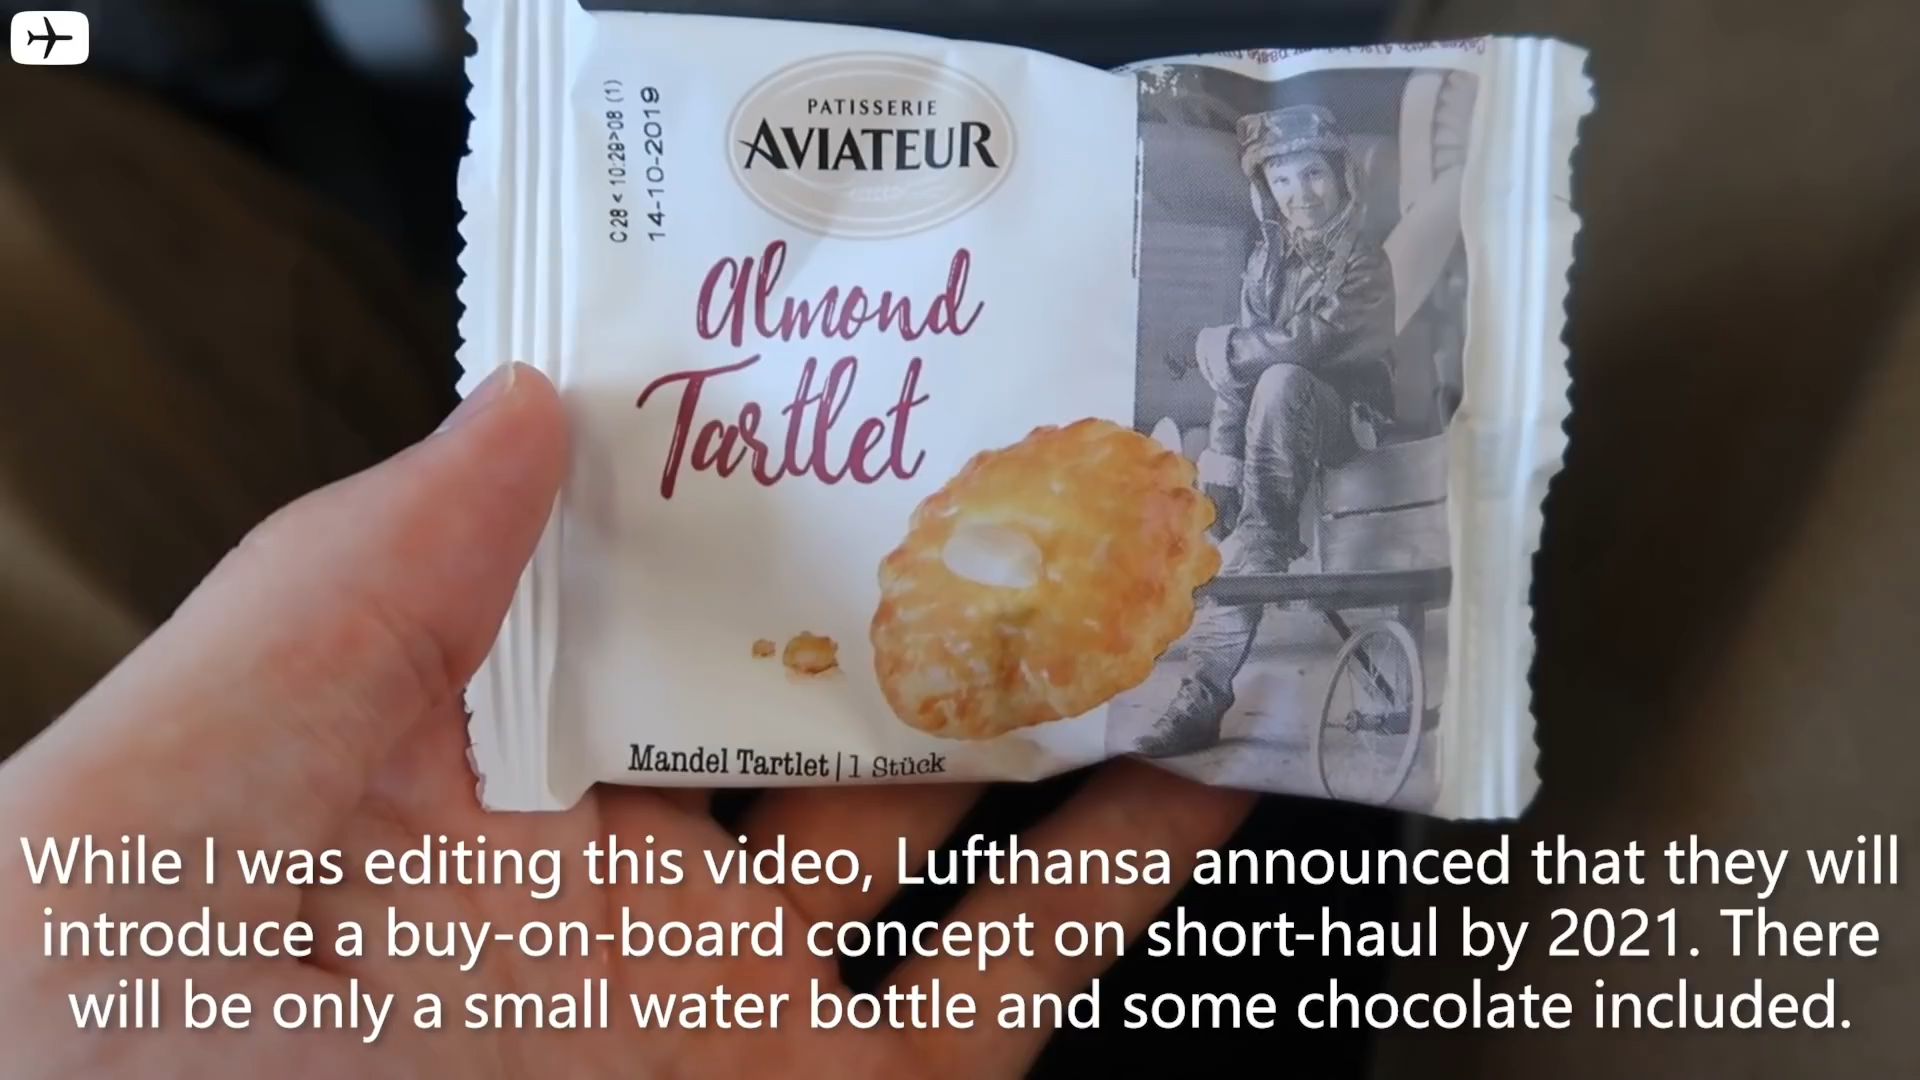 C28 < 10:29>08 (1)
14-10-2019
PATISSERIE
AVIATEUR
Almond
Tartlet
Mandel Tartlet | 1 Stück
While I was editing this video, Lufthansa announced that they will
introduce a buy-on-board concept on short-haul by 2021. There
will be only a small water bottle and some chocolate included.